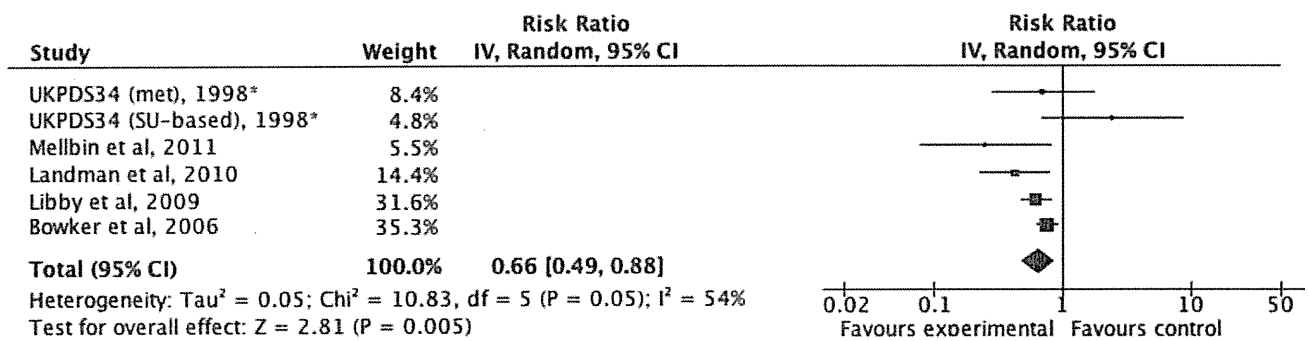 Risk Ratio Risk Ratio
Study Weight IV, Random, 95% CI IV, Random, 95% CI
UKPDS34 (met), 1998* 8.4%
UKPDS34 (SU-based), 1998* 4.8%
Mellbin et al, 2011 5.5%
Landman et al, 2010 14.4%
Libby et al, 2009 31.6%
Bowker et al, 2006 35.3%
Total (95% CI) 100.0% 0.66 [0.49, 0.88]
Heterogeneity: Tau² = 0.05; Chi² = 10.83, df = 5 (P = 0.05); I² = 54%
Test for overall effect: Z = 2.81 (P = 0.005)
0.02 0.1 1 10 50
Favours experimental Favours control